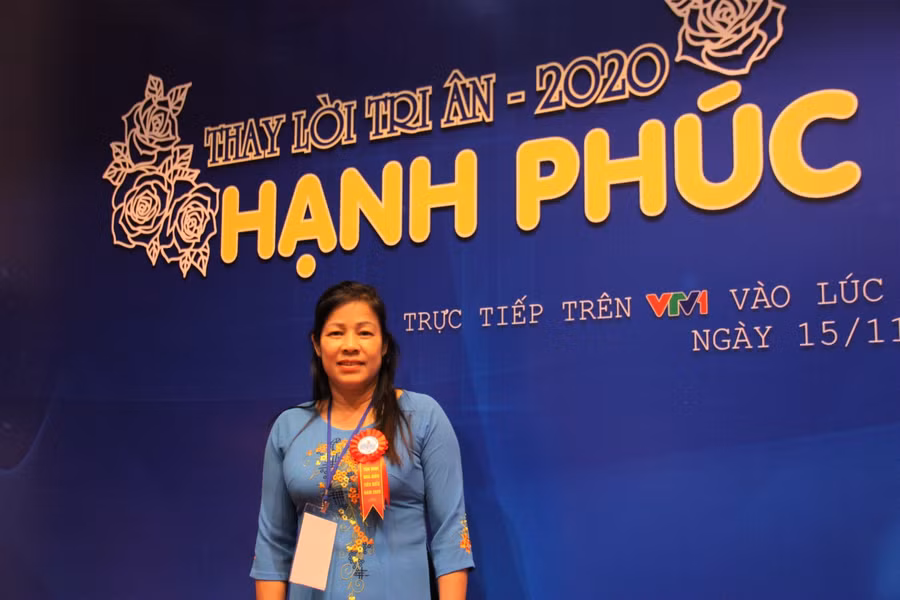 THAY LỜI TRI ÂN - 2020
HẠNH PHÚC
TRỰC TIẾP TRÊN VTV1 VÀO LÚC
NGÀY 15/11